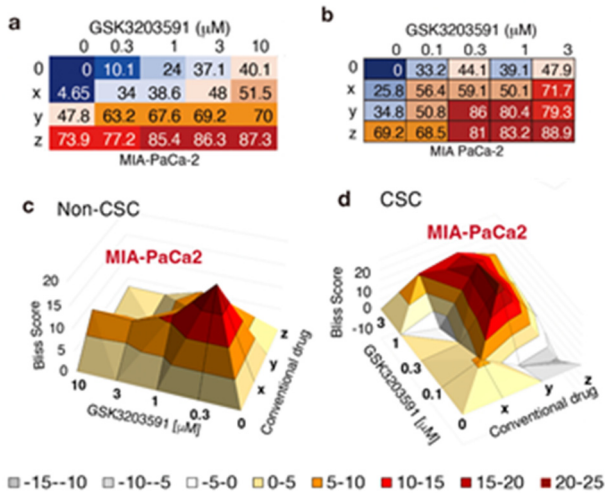 a
GSK3203591 (μM)
0 0.3 1 3 10
0 0 10.1 24 37.1 40.1
x 4.65 34 38.6 48 51.5
y 47.8 63.2 67.6 69.2 70
z 73.9 77.2 85.4 86.3 87.3
MIA-PaCa-2
b
GSK3203591 (μM)
0 0.1 0.3 1 3
0 0 33.2 44.1 39.1 47.9
x 25.8 56.4 59.1 50.1 71.7
y 34.8 50.8 86 80.4 79.3
z 69.2 68.5 81 83.2 88.9
MIA PaCa-2
c Non-CSC
MIA-PaCa2
20
15
10
5
0
Bliss Score
10 3 1 0.3 0
GSK3203591 [μM]
z
y
x
Conventional drug
d CSC
MIA-PaCa2
20
10
0
-10
Bliss Score
3
1
0.3
0.1
0
GSK3203591 [μM]
x y z
Conventional drug
-15--10 -10--5 -5-0 0-5 5-10 10-15 15-20 20-25